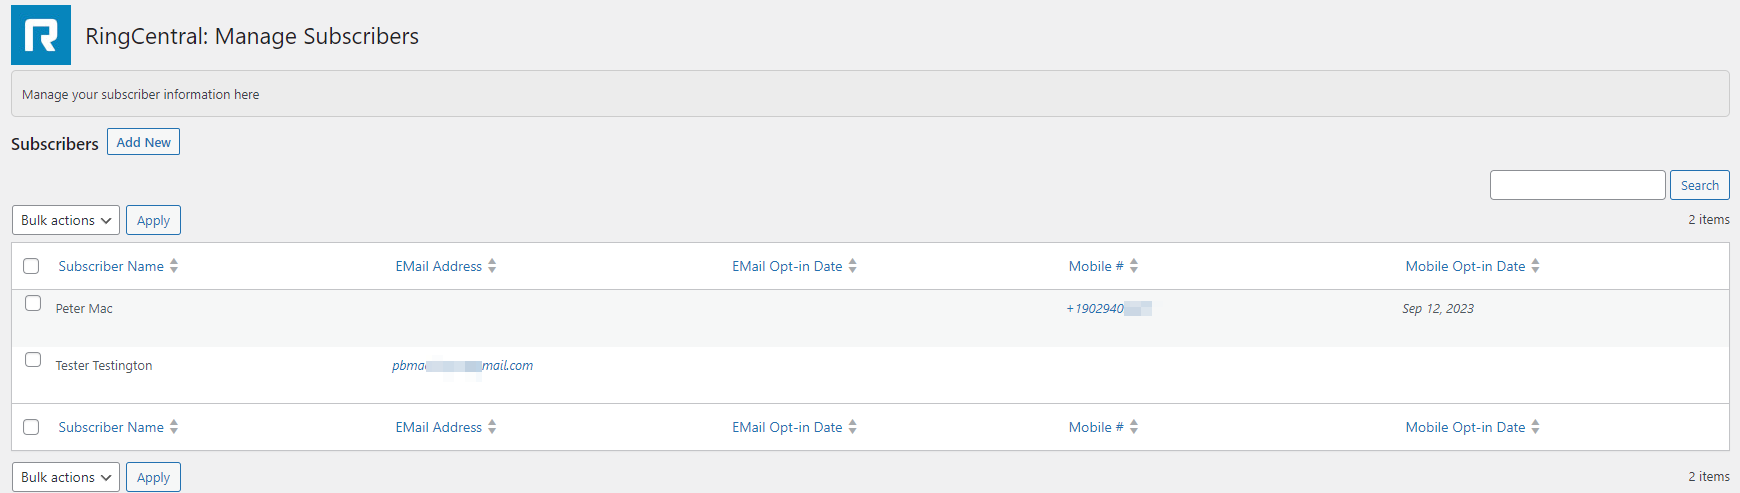 RingCentral: Manage Subscribers
Manage your subscriber information here
Subscribers Add New
Search
Bulk actions Apply 2 items
Subscriber Name EMail Address EMail Opt-in Date Mobile # Mobile Opt-in Date
Peter Mac +1902940 Sep 12, 2023
Tester Testington pbma mail.com
Subscriber Name EMail Address EMail Opt-in Date Mobile # Mobile Opt-in Date
Bulk actions Apply 2 items